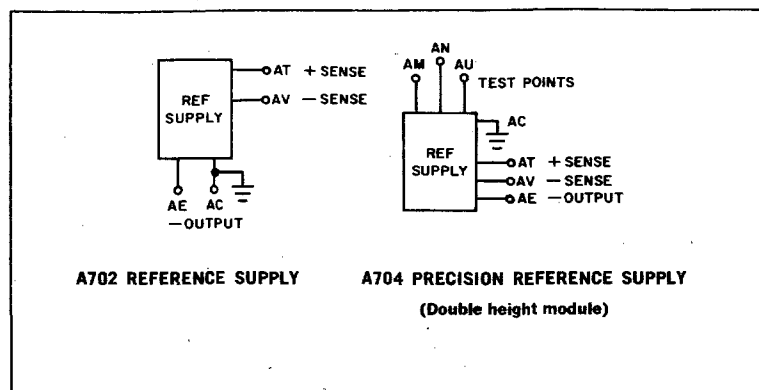 REF
SUPPLY
AT + SENSE
AV — SENSE
AE AC
—OUTPUT
A702 REFERENCE SUPPLY
AN
AM AU
TEST POINTS
AC
REF
SUPPLY
AT + SENSE
AV — SENSE
AE —OUTPUT
A704 PRECISION REFERENCE SUPPLY
(Double height module)